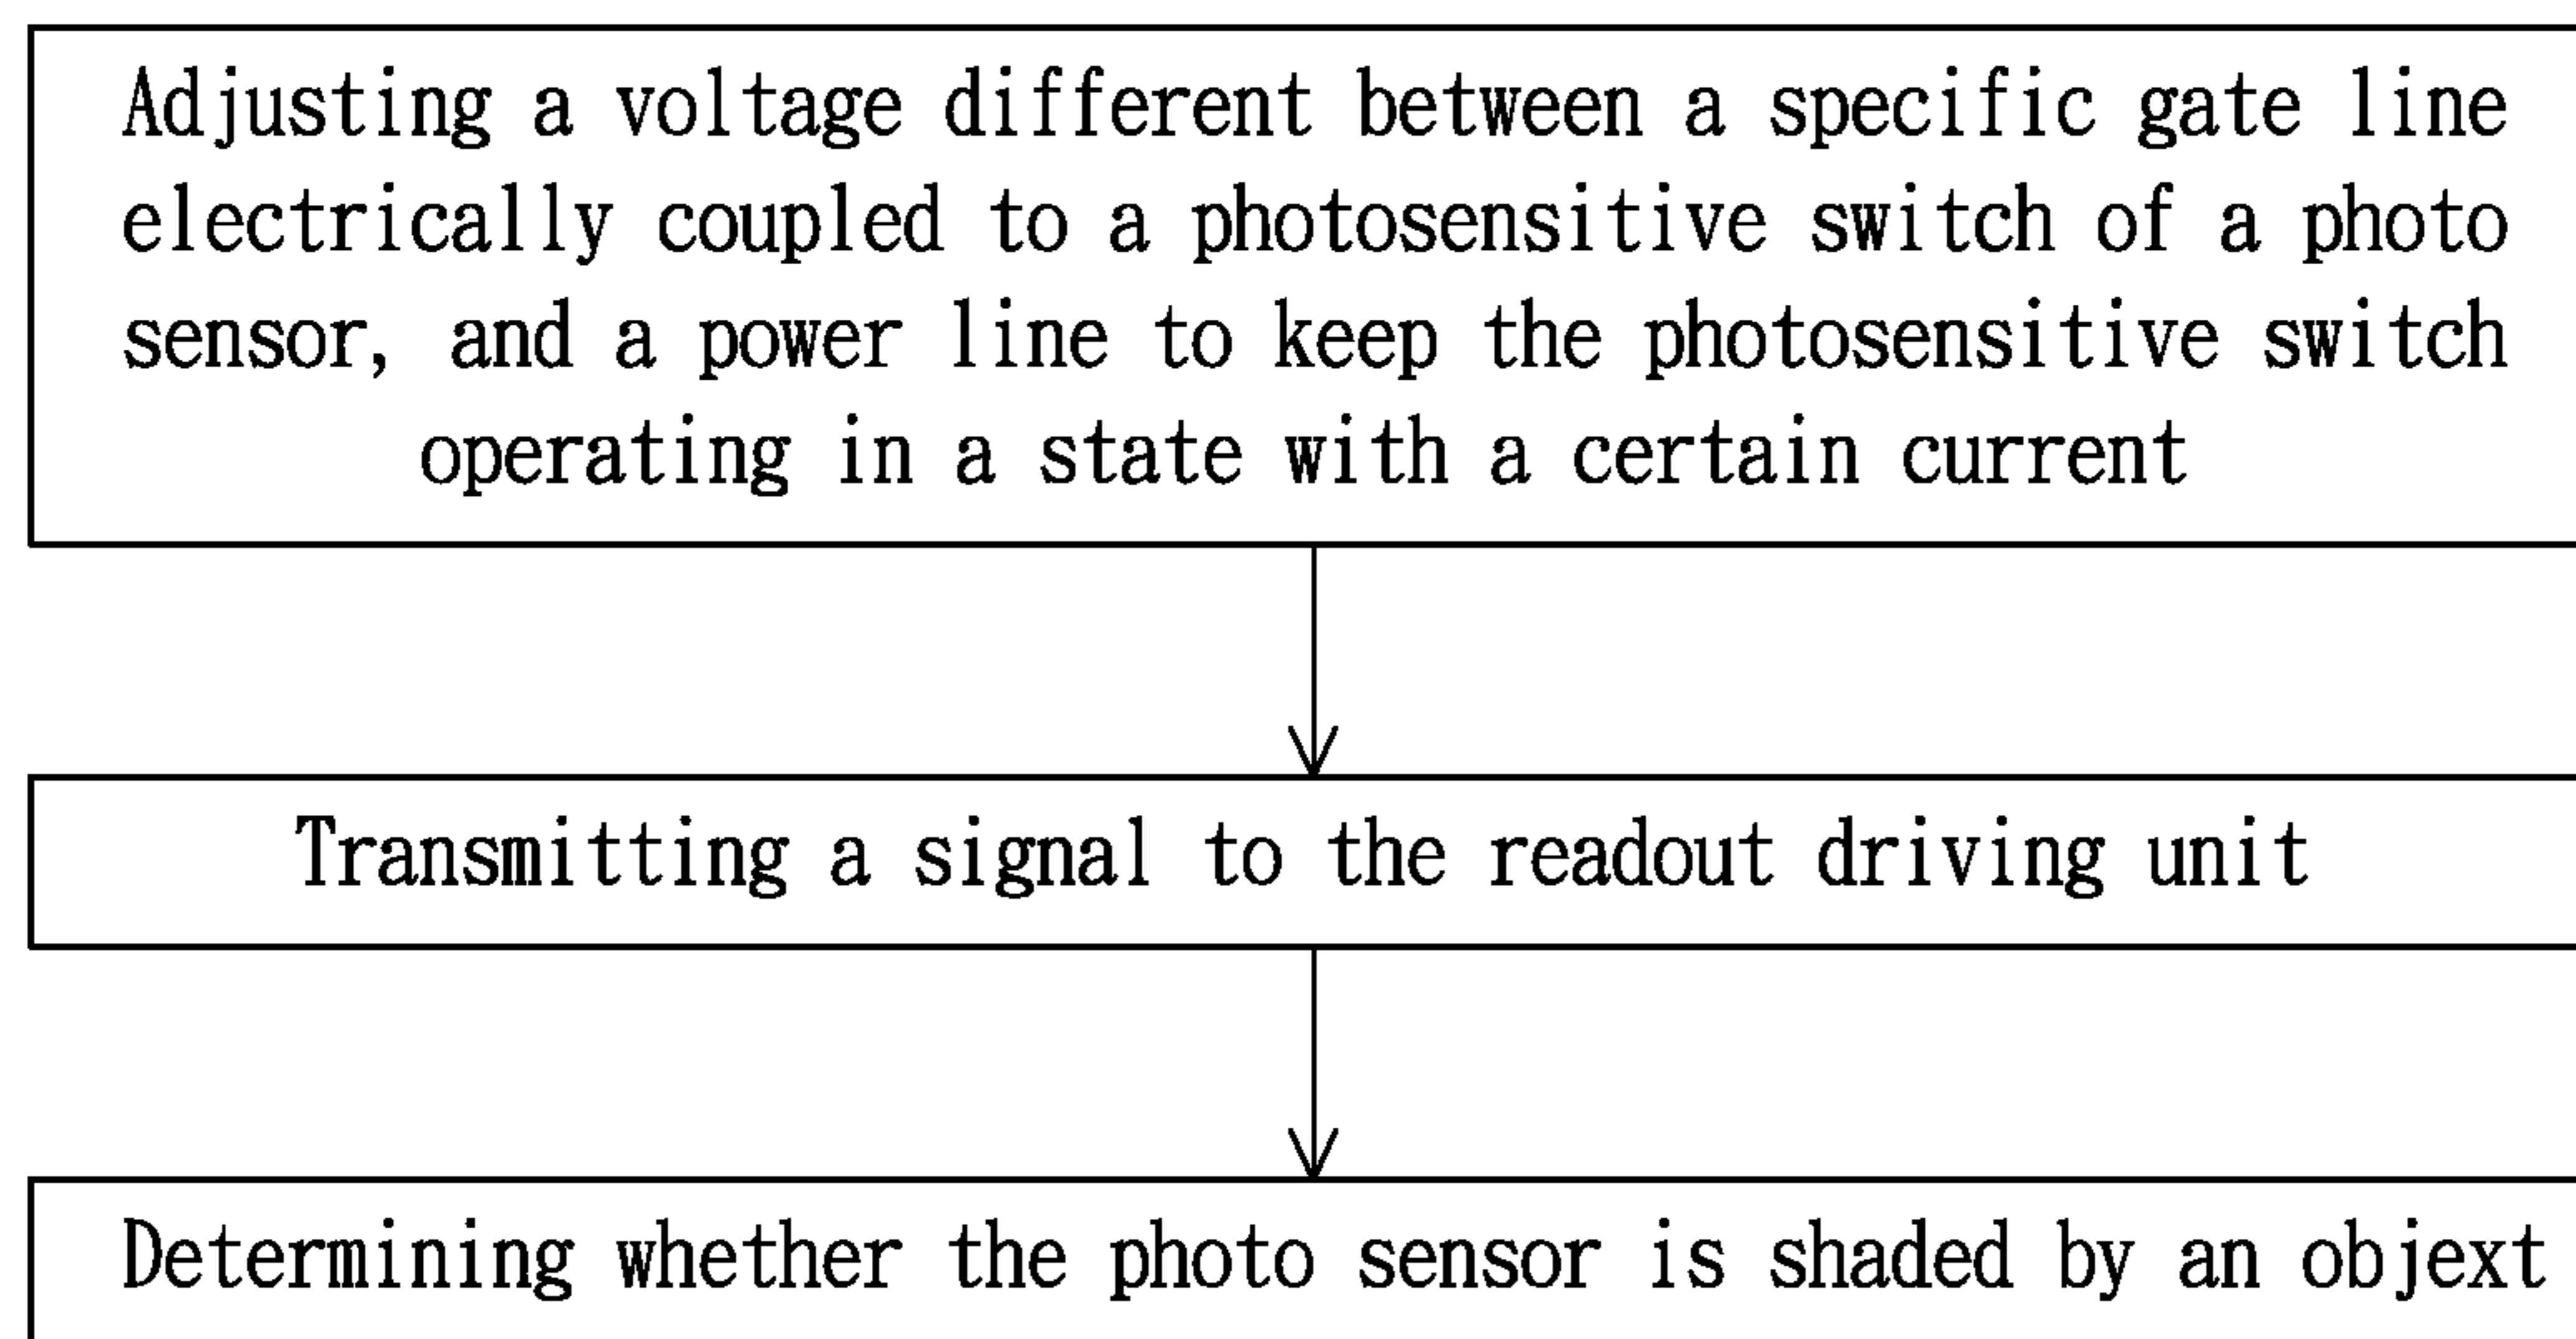 Adjusting a voltage different between a specific gate line
electrically coupled to a photosensitive switch of a photo
sensor, and a power line to keep the photosensitive switch
operating in a state with a certain current
Transmitting a signal to the readout driving unit
Determining whether the photo sensor is shaded by an objext